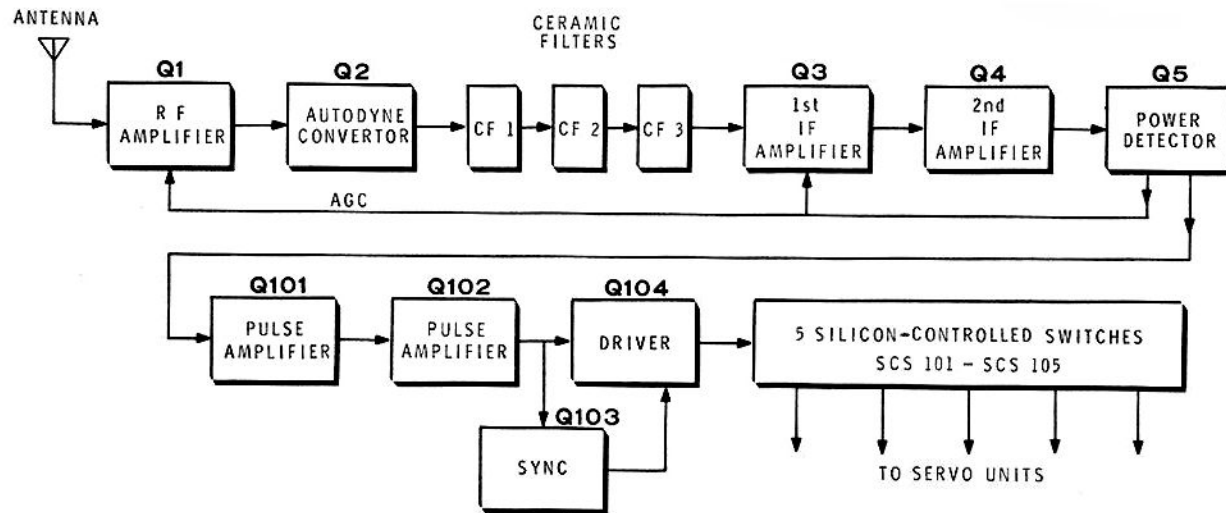 ANTENNA
CERAMIC
FILTERS
Q1
RF
AMPLIFIER
Q2
AUTODYNE
CONVERTOR
CF 1
CF 2
CF 3
Q3
1st
IF
AMPLIFIER
Q4
2nd
IF
AMPLIFIER
Q5
POWER
DETECTOR
AGC
Q101
PULSE
AMPLIFIER
Q102
PULSE
AMPLIFIER
Q104
DRIVER
5 SILICON-CONTROLLED SWITCHES
SCS 101 – SCS 105
Q103
SYNC
TO SERVO UNITS